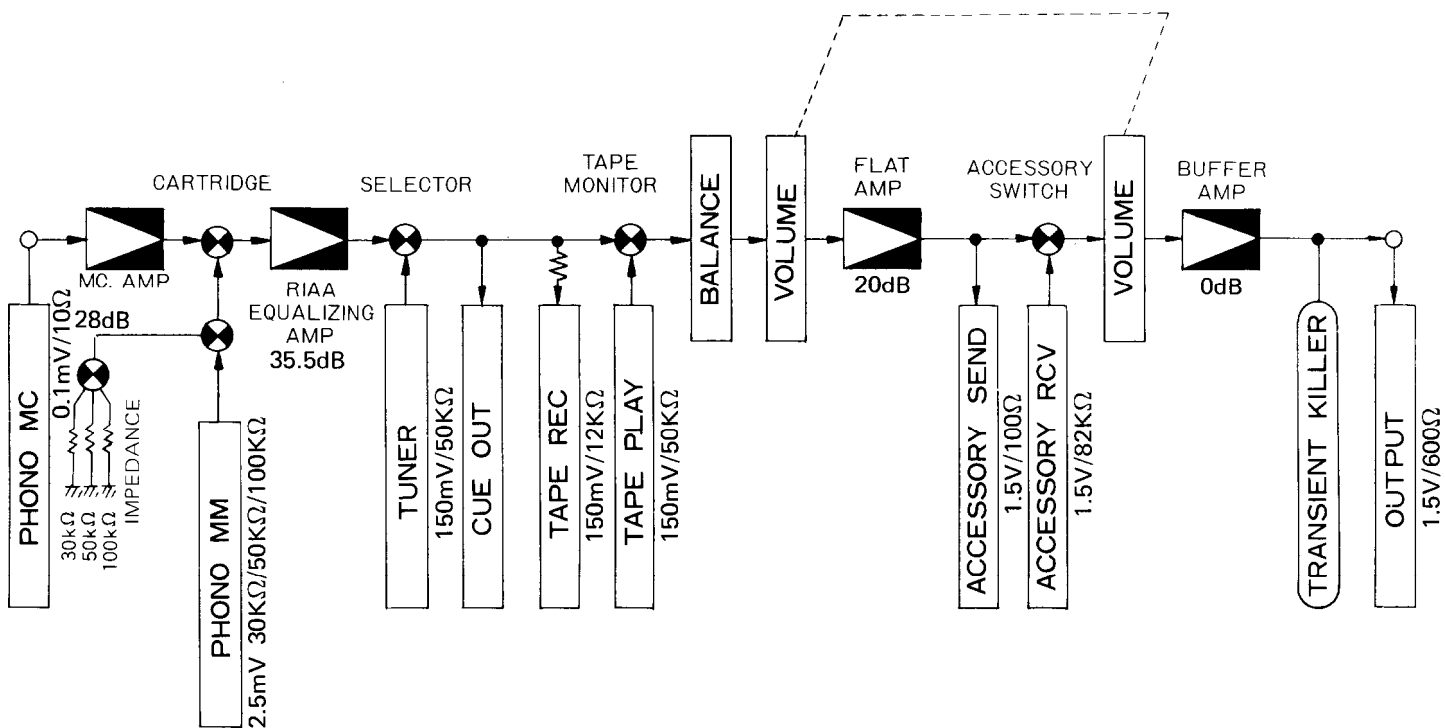 CARTRIDGE
SELECTOR
TAPE
MONITOR
BALANCE
VOLUME
FLAT
AMP
ACCESSORY
SWITCH
VOLUME
BUFFER
AMP
MC. AMP
28dB
RIAA
EQUALIZING
AMP
35.5dB
20dB
0dB
PHONO MC
0.1mV/10Ω
30kΩ
50kΩ
100kΩ
IMPEDANCE
PHONO MM
2.5mV 30KΩ/50KΩ/100KΩ
TUNER
150mV/50KΩ
CUE OUT
TAPE REC
150mV/12KΩ
TAPE PLAY
150mV/50KΩ
ACCESSORY SEND
1.5V/100Ω
ACCESSORY RCV
1.5V/82KΩ
TRANSIENT KILLER
OUTPUT
1.5V/600Ω